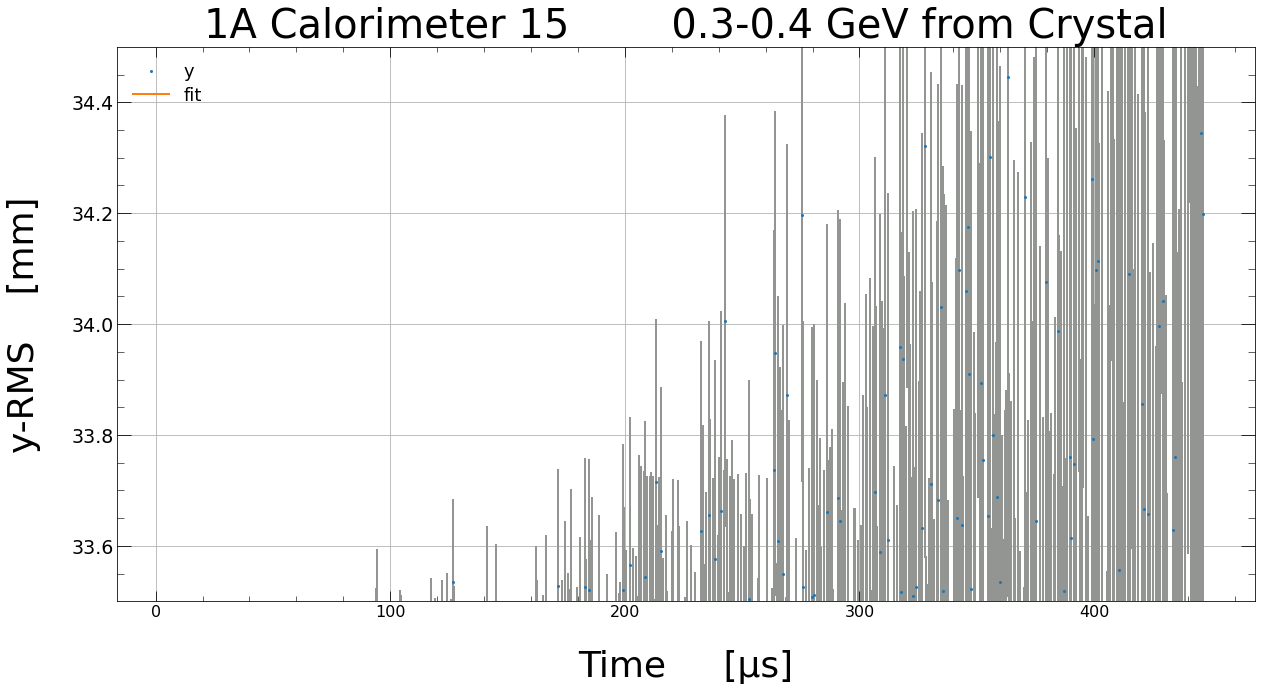 1A Calorimeter 15 0.3-0.4 GeV from Crystal
y
fit
34.4
34.2
34.0
33.8
33.6
y-RMS [mm]
0 100 200 300 400
Time [μs]